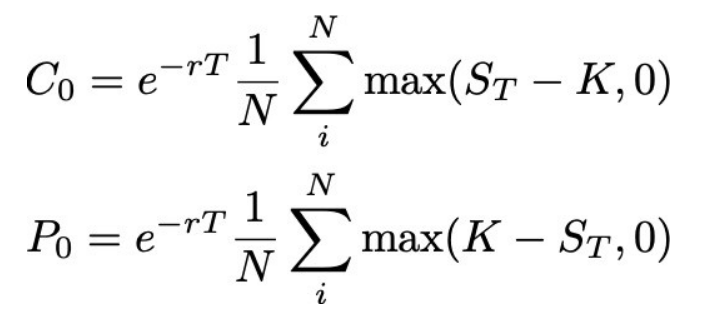 C_0 = e^{-rT} \frac{1}{N} \sum_{i}^{N} \max(S_T - K, 0)
P_0 = e^{-rT} \frac{1}{N} \sum_{i}^{N} \max(K - S_T, 0)